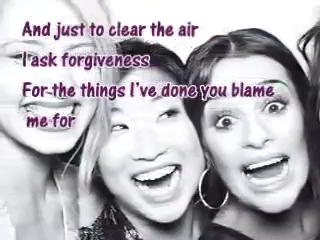 And just to clear the air
I ask forgiveness
For the things I've done you blame
me for